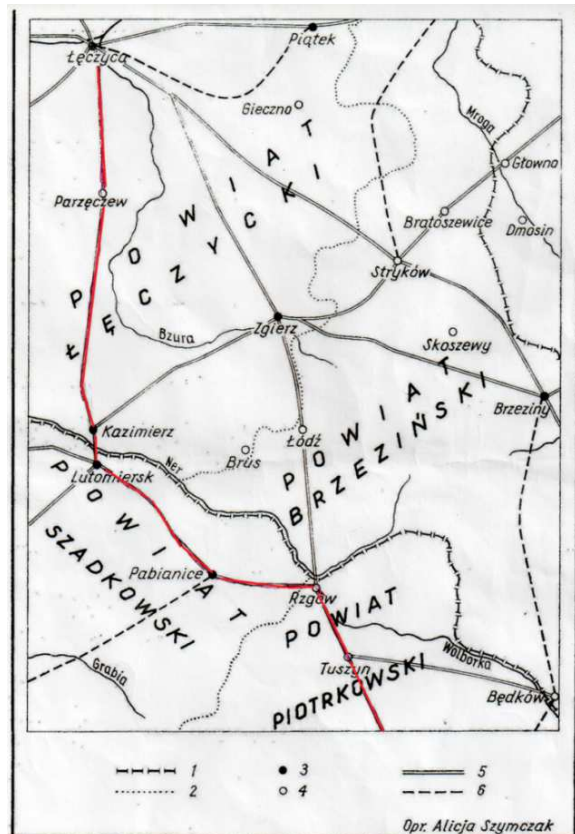 Piątek
Łęczyca
Gieczno
Mroga
Głowno
Parzęczew
Bratoszewice
Dmosin
POWIAT
ŁĘCZYCKI
Stryków
Bzura
Zgierz
Skoszewy
Brzeziny
Kazimierz
Łódź
Brus
POWIAT
BRZEZIŃSKI
Ner
Lutomiersk
POWIAT
SZADKOWSKI
Pabianice
Rzgów
POWIAT
PIOTRKOWSKI
Wolborka
Grabia
Tuszyn
Będków
1 3 5
2 4 6
Opr. Alicja Szymczak